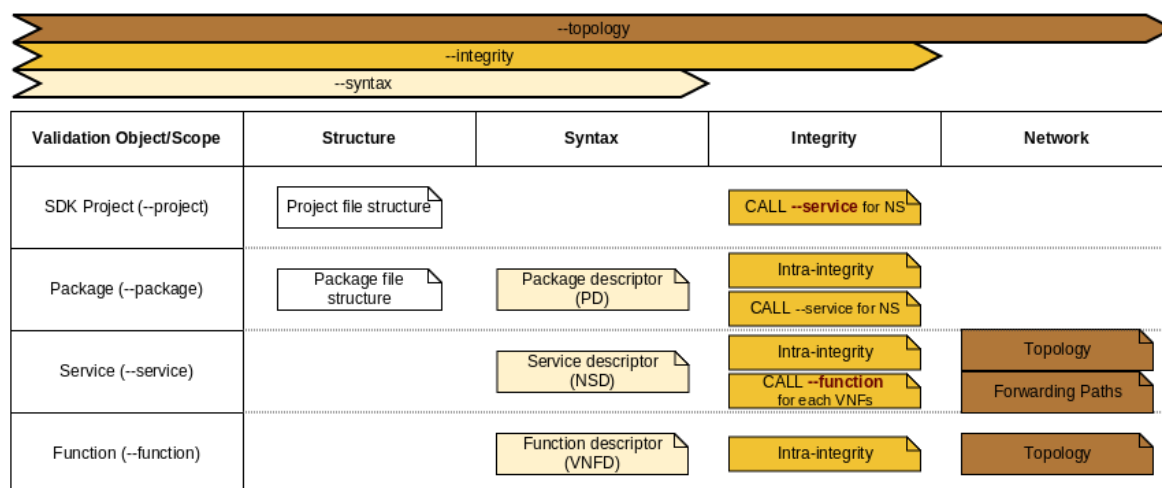 --topology
--integrity
--syntax
Validation Object/Scope
Structure
Syntax
Integrity
Network
SDK Project (--project)
Project file structure
CALL --service for NS
Package (--package)
Package file
structure
Package descriptor
(PD)
Intra-integrity
CALL --service for NS
Service (--service)
Service descriptor
(NSD)
Intra-integrity
CALL --function
for each VNFs
Topology
Forwarding Paths
Function (--function)
Function descriptor
(VNFD)
Intra-integrity
Topology